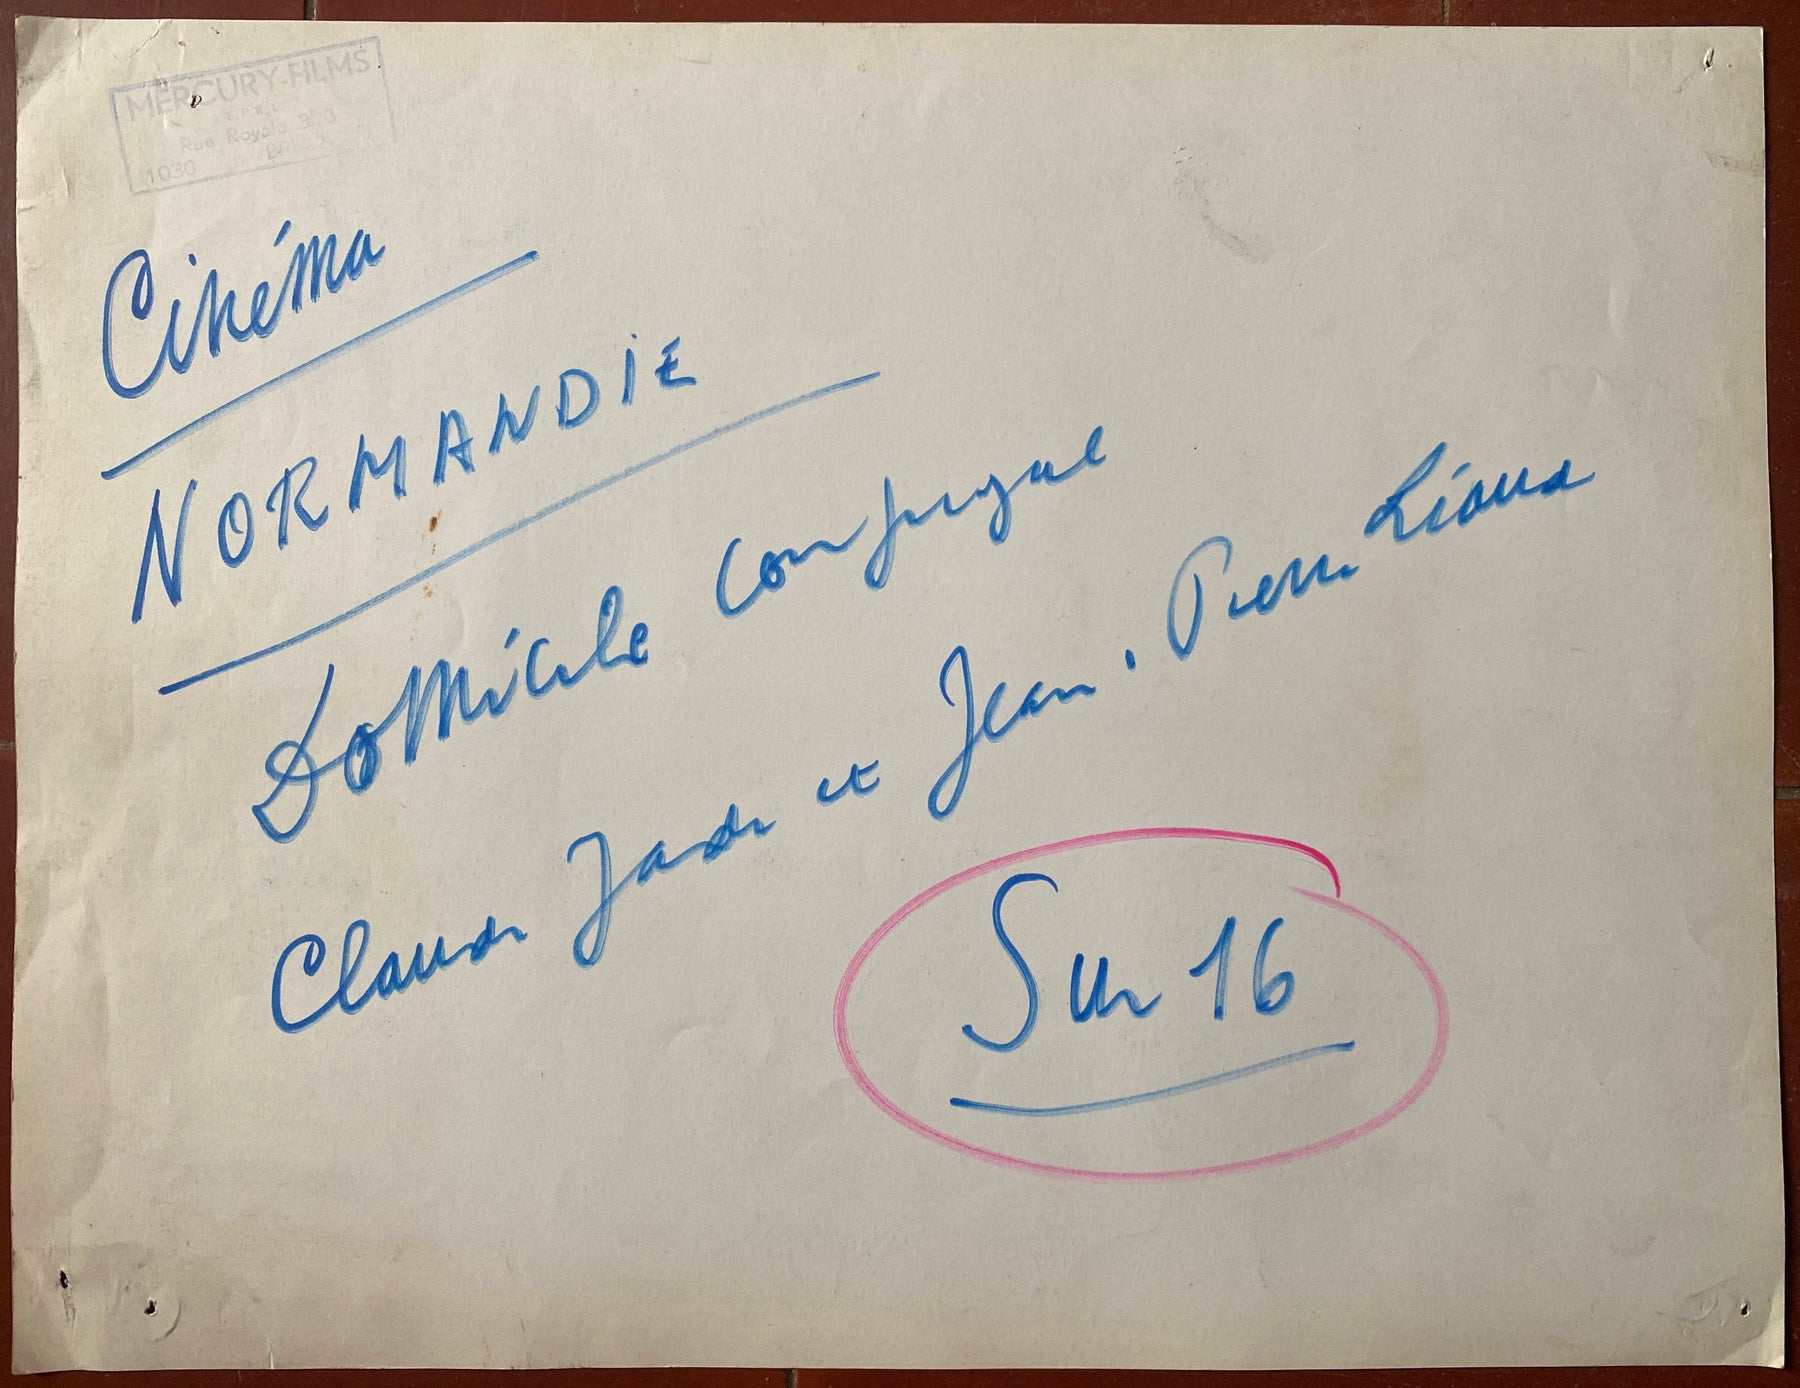 MERCURY-FILMS
Rue Royale
1030
Cinéma
NORMANDIE
Domicile conjugal
Claude Jade et Jean-Pierre Léaud
Sur 16